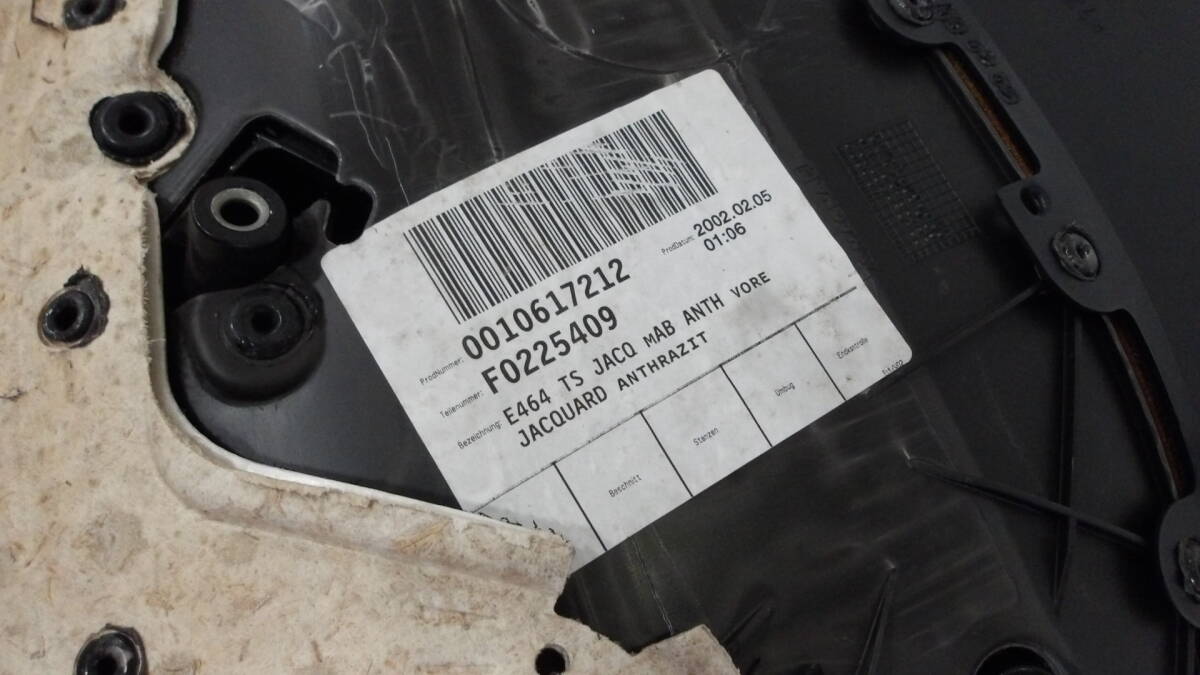 ProdNummer: 0010617212
ProdDatum: 2002.02.05
01:06
Teilenummer: F0225409
Bezeichnung: E464 TS JACQ MAB ANTH VORE
JACQUARD ANTHRAZIT
Beschnitt
Stanzen
Umbug
Endkontrolle